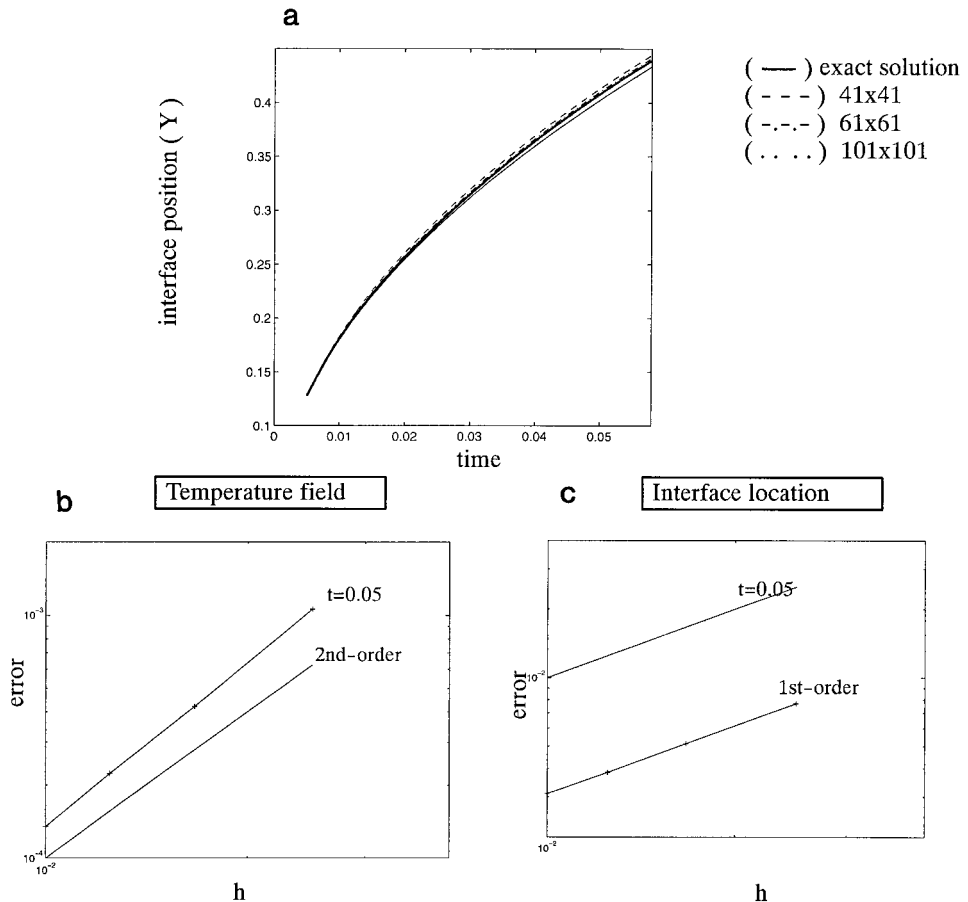 a
( — ) exact solution
( - - - ) 41x41
( -.-.- ) 61x61
( . . . . ) 101x101
interface position ( Y )
0.4
0.35
0.3
0.25
0.2
0.15
0.1
0 0.01 0.02 0.03 0.04 0.05
time
b
Temperature field
t=0.05
2nd-order
error
10^-3
10^-4
10^-2
h
c
Interface location
t=0.05
1st-order
error
10^-2
10^-2
h